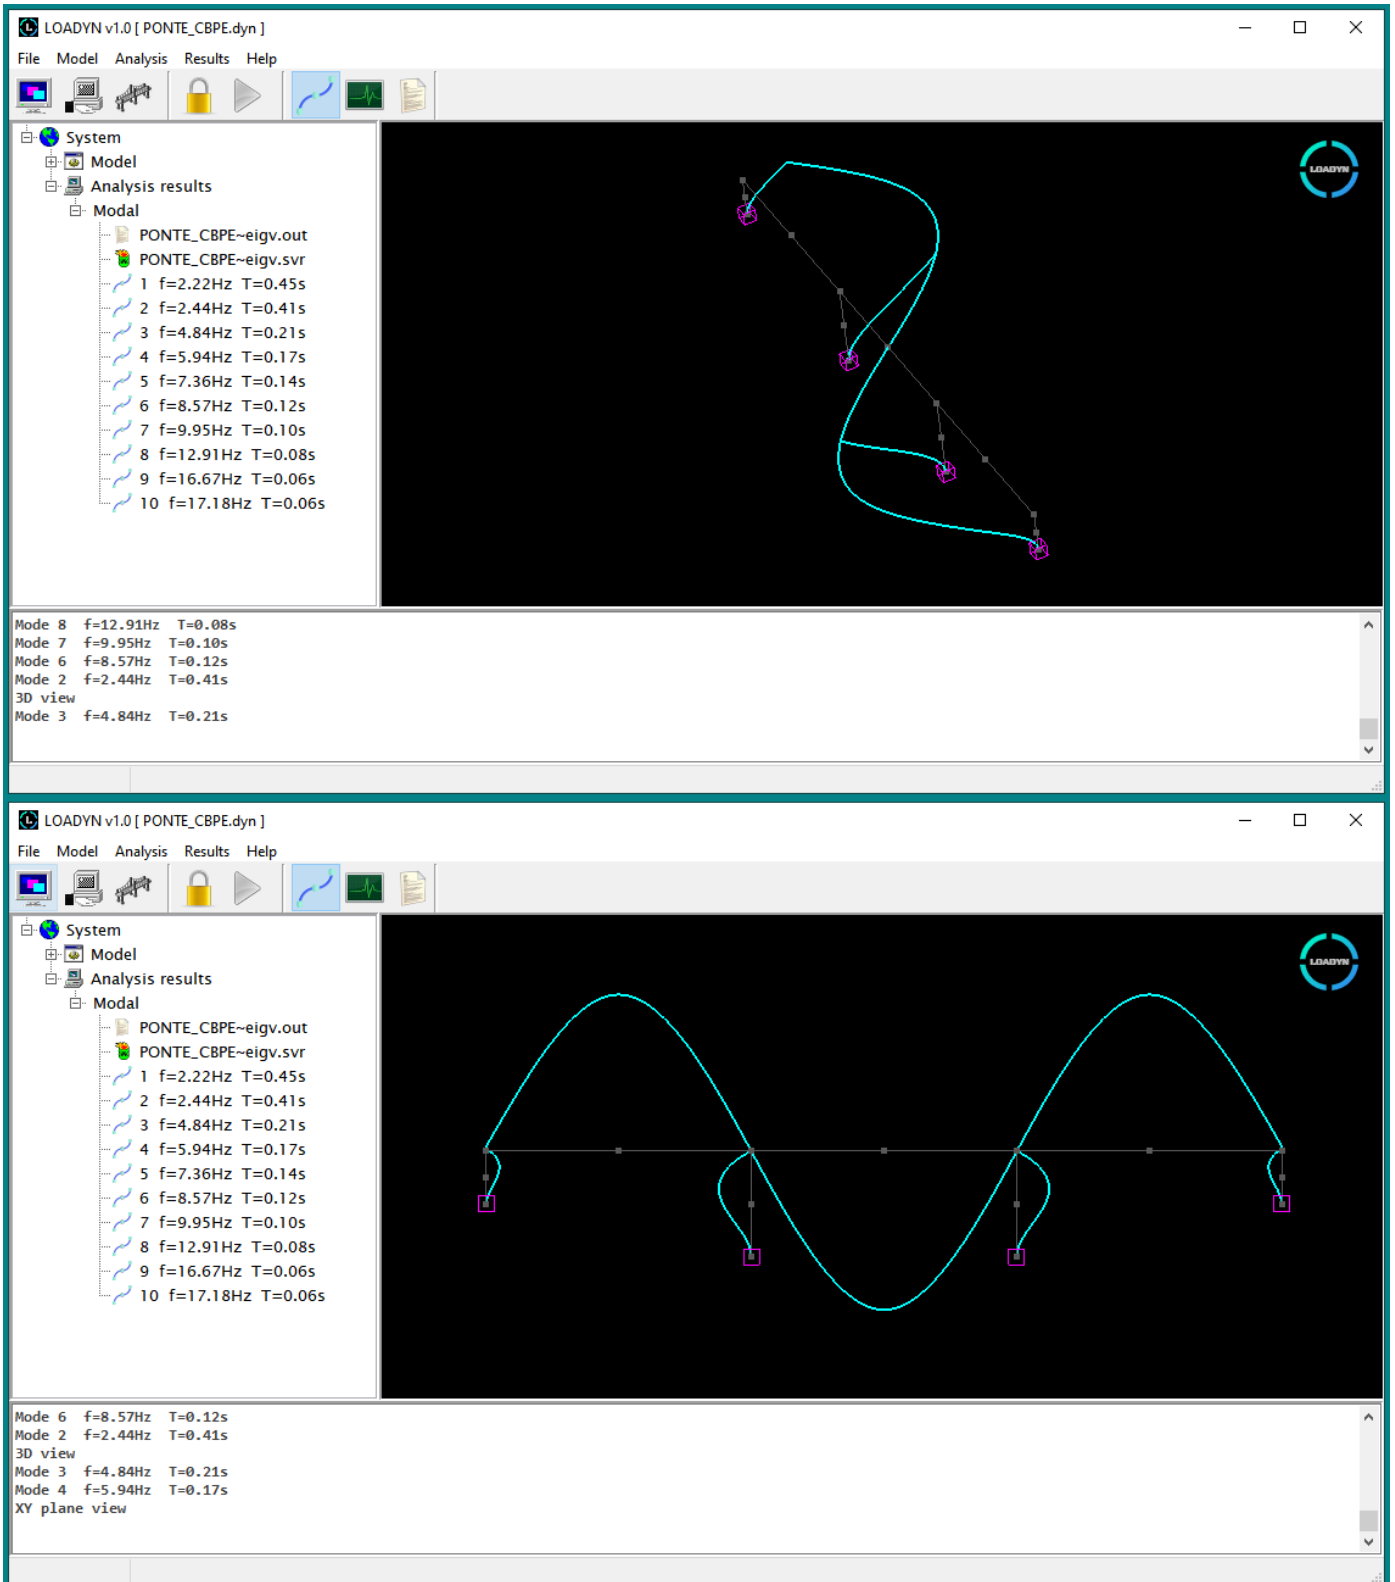 LOADYN v1.0 [ PONTE_CBPE.dyn ]
File Model Analysis Results Help
System
Model
Analysis results
Modal
PONTE_CBPE~eigv.out
PONTE_CBPE~eigv.svr
1 f=2.22Hz T=0.45s
2 f=2.44Hz T=0.41s
3 f=4.84Hz T=0.21s
4 f=5.94Hz T=0.17s
5 f=7.36Hz T=0.14s
6 f=8.57Hz T=0.12s
7 f=9.95Hz T=0.10s
8 f=12.91Hz T=0.08s
9 f=16.67Hz T=0.06s
10 f=17.18Hz T=0.06s
LOADYN
Mode 8 f=12.91Hz T=0.08s
Mode 7 f=9.95Hz T=0.10s
Mode 6 f=8.57Hz T=0.12s
Mode 2 f=2.44Hz T=0.41s
3D view
Mode 3 f=4.84Hz T=0.21s
LOADYN v1.0 [ PONTE_CBPE.dyn ]
File Model Analysis Results Help
System
Model
Analysis results
Modal
PONTE_CBPE~eigv.out
PONTE_CBPE~eigv.svr
1 f=2.22Hz T=0.45s
2 f=2.44Hz T=0.41s
3 f=4.84Hz T=0.21s
4 f=5.94Hz T=0.17s
5 f=7.36Hz T=0.14s
6 f=8.57Hz T=0.12s
7 f=9.95Hz T=0.10s
8 f=12.91Hz T=0.08s
9 f=16.67Hz T=0.06s
10 f=17.18Hz T=0.06s
LOADYN
Mode 6 f=8.57Hz T=0.12s
Mode 2 f=2.44Hz T=0.41s
3D view
Mode 3 f=4.84Hz T=0.21s
Mode 4 f=5.94Hz T=0.17s
XY plane view